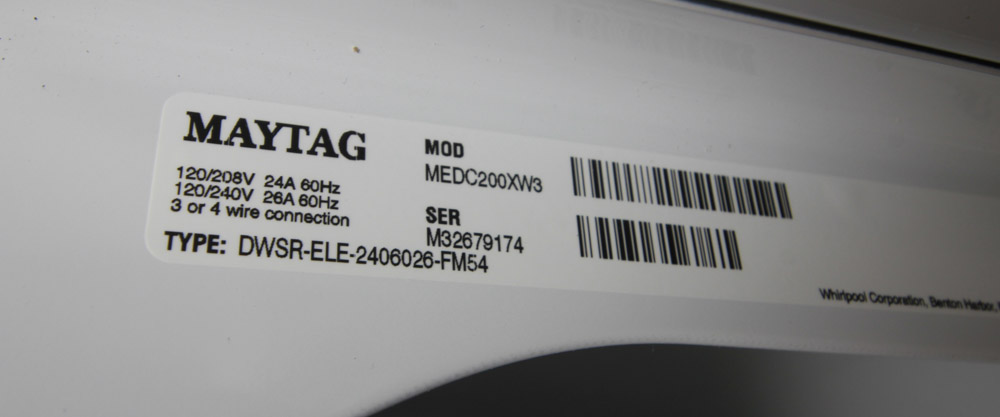 MAYTAG
120/208V 24A 60Hz
120/240V 26A 60Hz
3 or 4 wire connection
TYPE: DWSR-ELE-2406026-FM54
MOD
MEDC200XW3
SER
M32679174
Whirlpool Corporation, Benton Harbor,